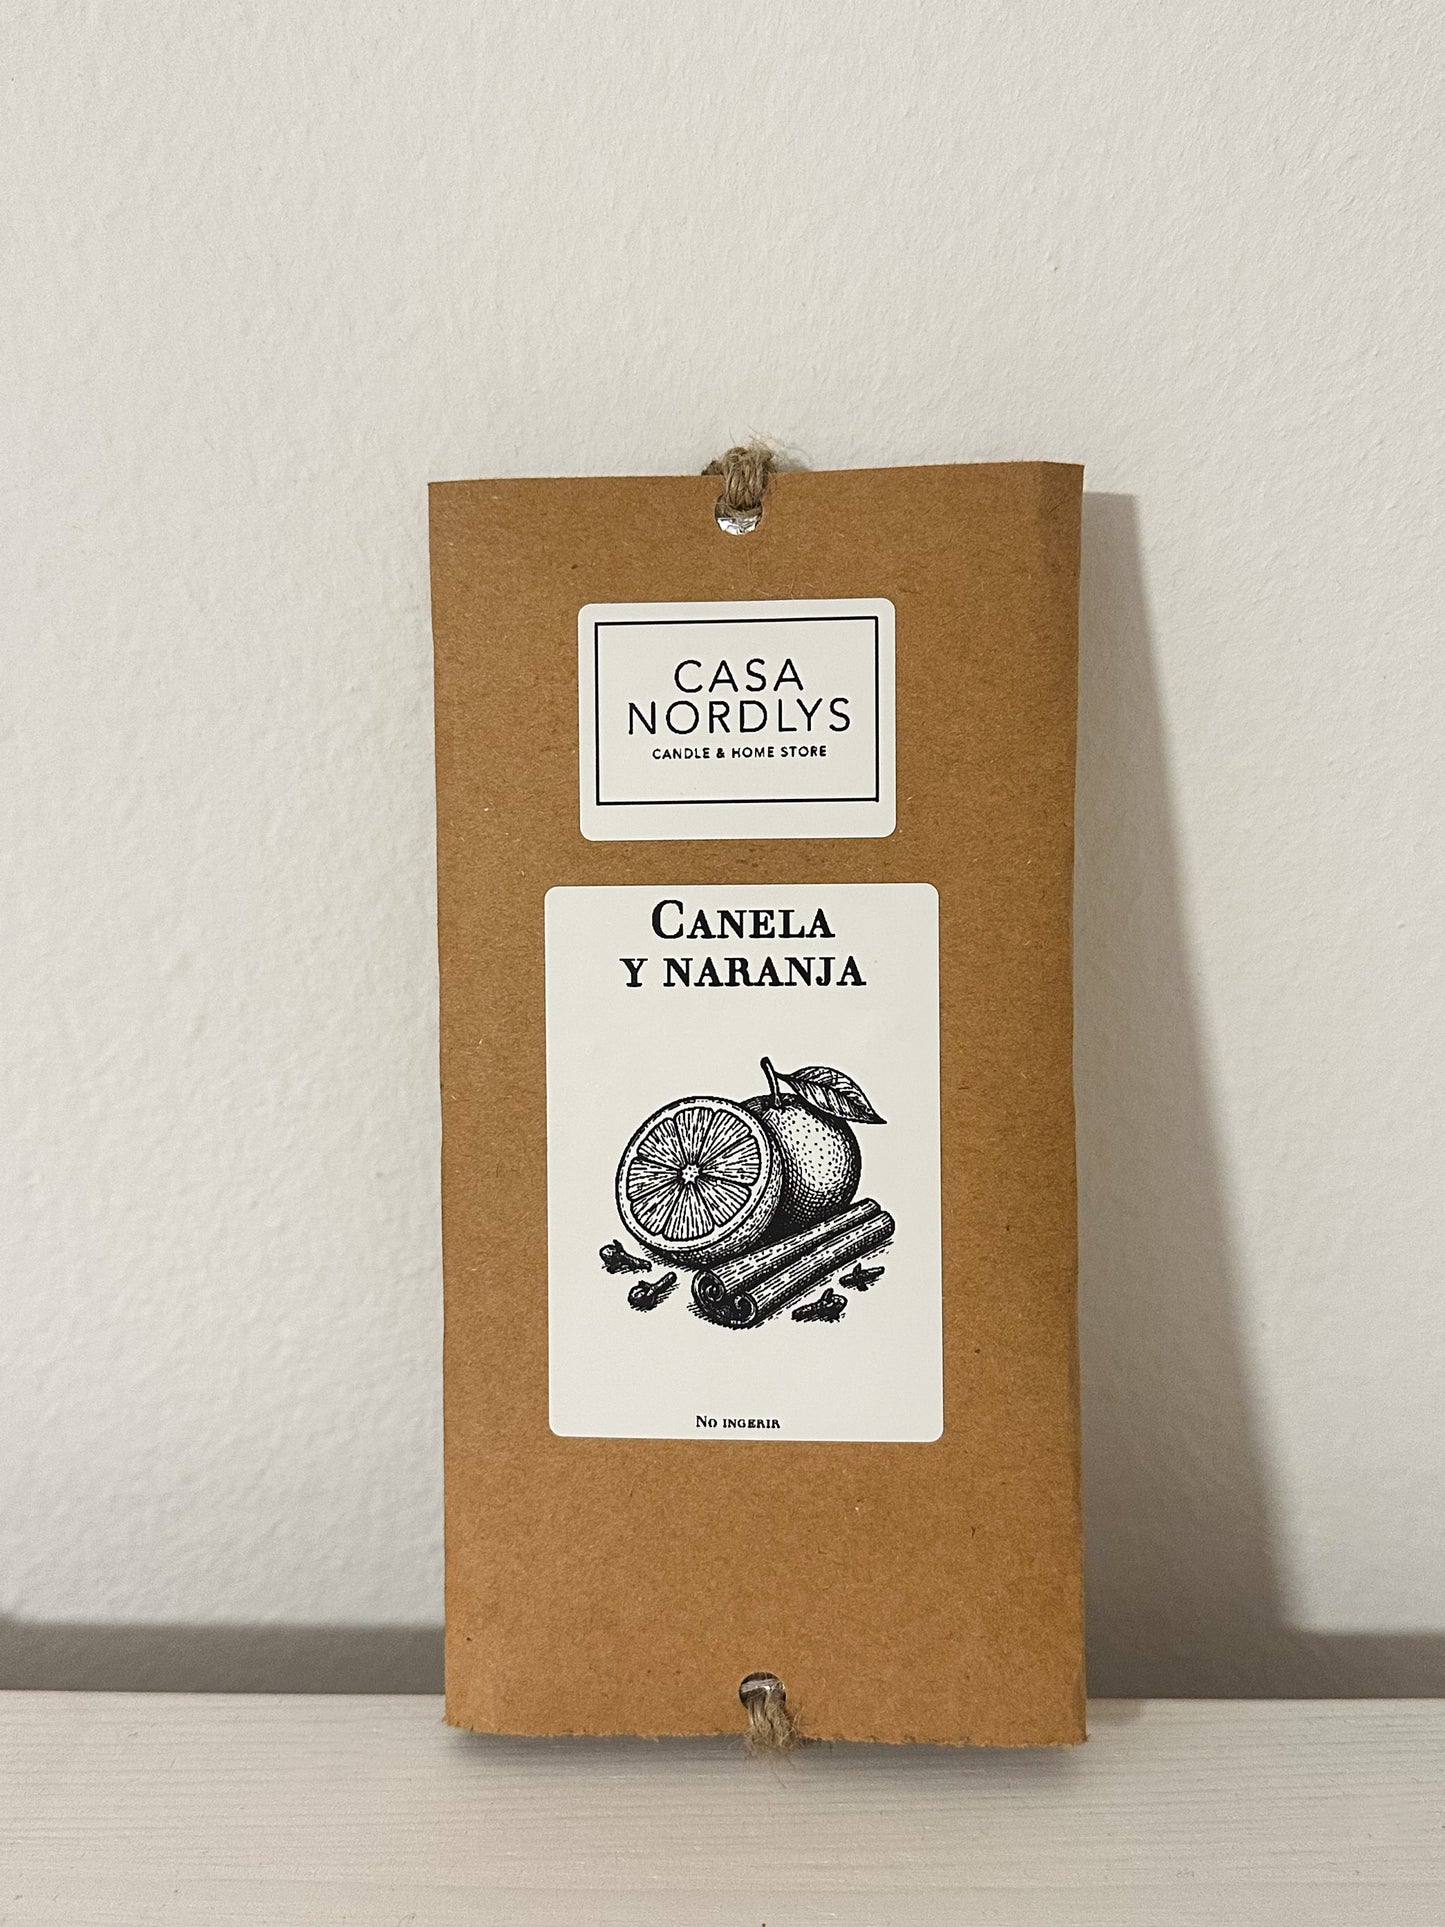 CASA
NORDLYS
CANDLE & HOME STORE
CANELA
Y NARANJA
NO INGERIR